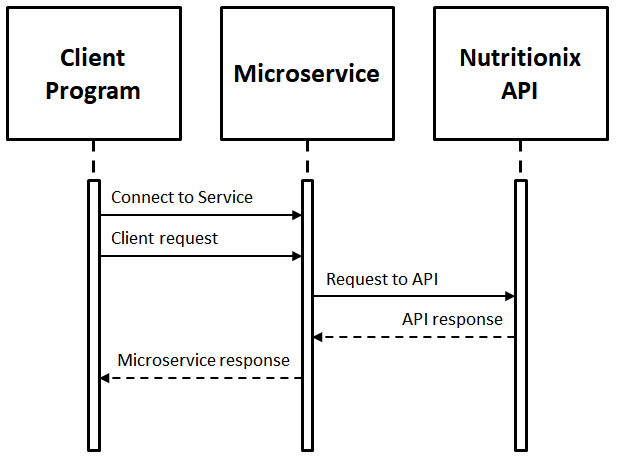 Client
Program
Microservice
Nutritionix
API
Connect to Service
Client request
Request to API
API response
Microservice response